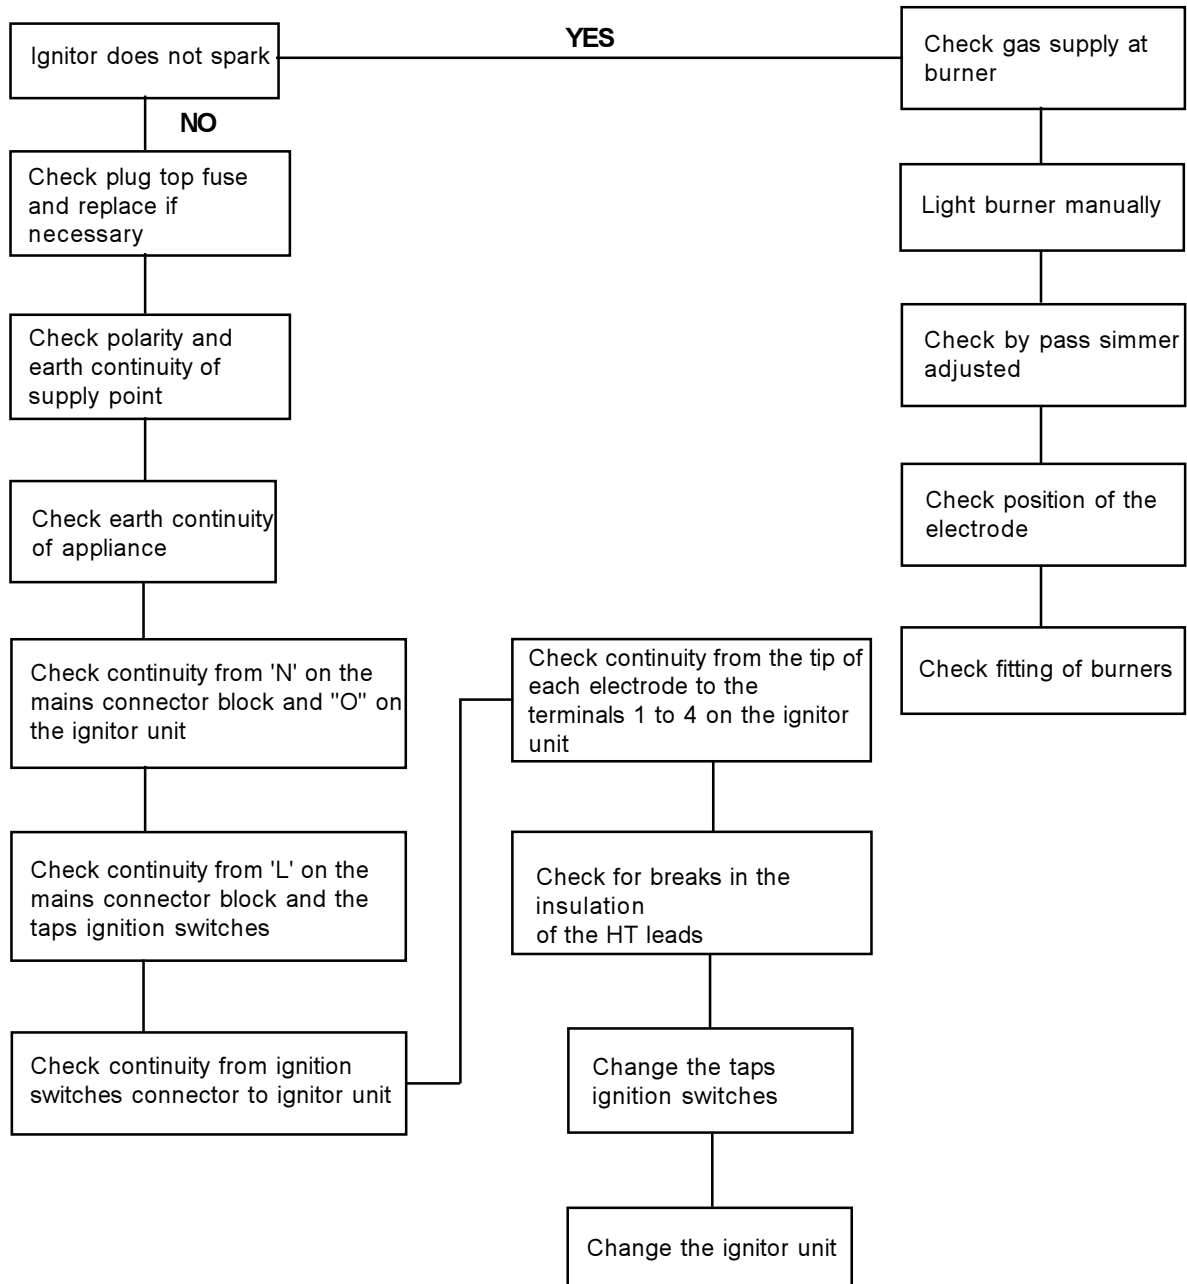 Ignitor does not spark
YES
Check gas supply at
burner
NO
Check plug top fuse
and replace if
necessary
Check polarity and
earth continuity of
supply point
Check earth continuity
of appliance
Check continuity from 'N' on the
mains connector block and "O" on
the ignitor unit
Check continuity from 'L' on the
mains connector block and the
taps ignition switches
Check continuity from ignition
switches connector to ignitor unit
Check continuity from the tip of
each electrode to the
terminals 1 to 4 on the ignitor
unit
Check for breaks in the
insulation
of the HT leads
Change the taps
ignition switches
Change the ignitor unit
Light burner manually
Check by pass simmer
adjusted
Check position of the
electrode
Check fitting of burners